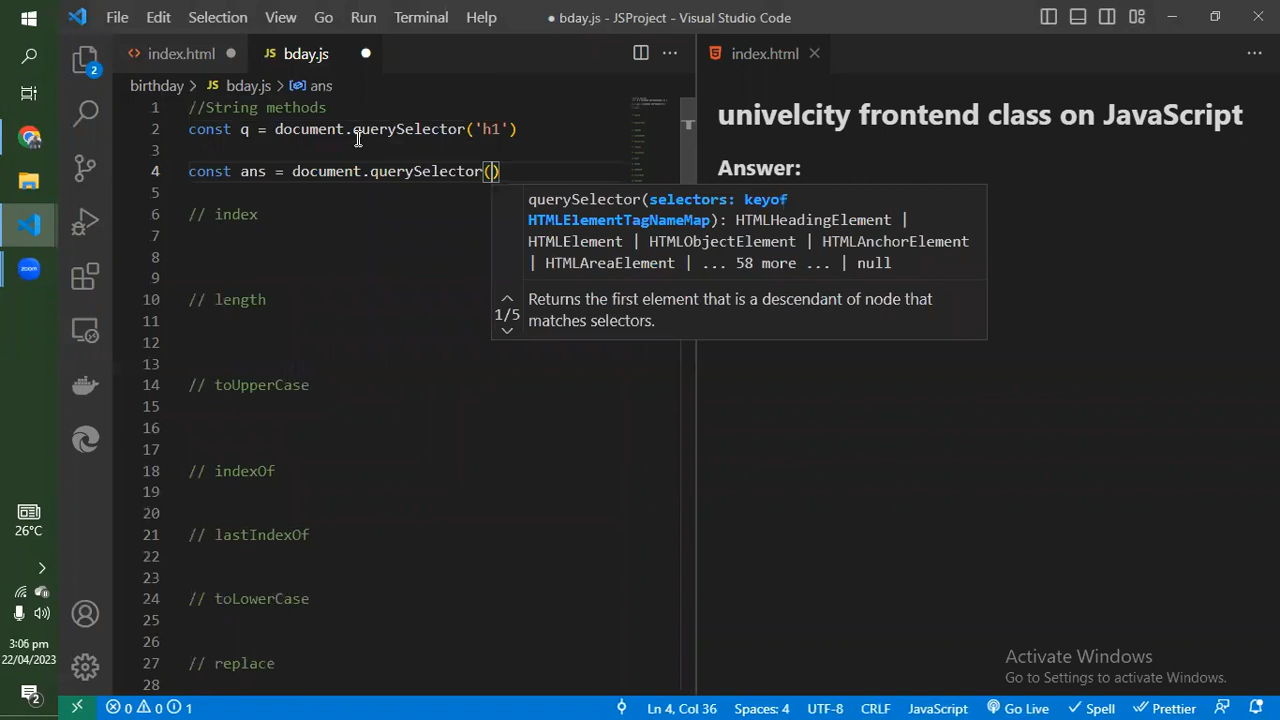 File Edit Selection View Go Run Terminal Help
● bday.js - JSProject - Visual Studio Code
<> index.html ●
JS bday.js ●
index.html ×
birthday > JS bday.js > ans
1 //String methods
2 const q = document.querySelector('h1')
3
4 const ans = document.querySelector()
5
6 // index
7
8
9
10 // length
11
12
13
14 // toUpperCase
15
16
17
18 // indexOf
19
20
21 // lastIndexOf
22
23
24 // toLowerCase
25
26
27 // replace
28
querySelector(selectors: keyof
HTMLElementTagNameMap): HTMLHeadingElement |
HTMLElement | HTMLObjectElement | HTMLAnchorElement
| HTMLAreaElement | ... 58 more ... | null
1/5
Returns the first element that is a descendant of node that
matches selectors.
univelcity frontend class on JavaScript
Answer:
2
zoom
26°C
3:06 pm
22/04/2023
2
Activate Windows
Go to Settings to activate Windows.
0 0 1
Ln 4, Col 36 Spaces: 4 UTF-8 CRLF JavaScript Go Live Spell Prettier